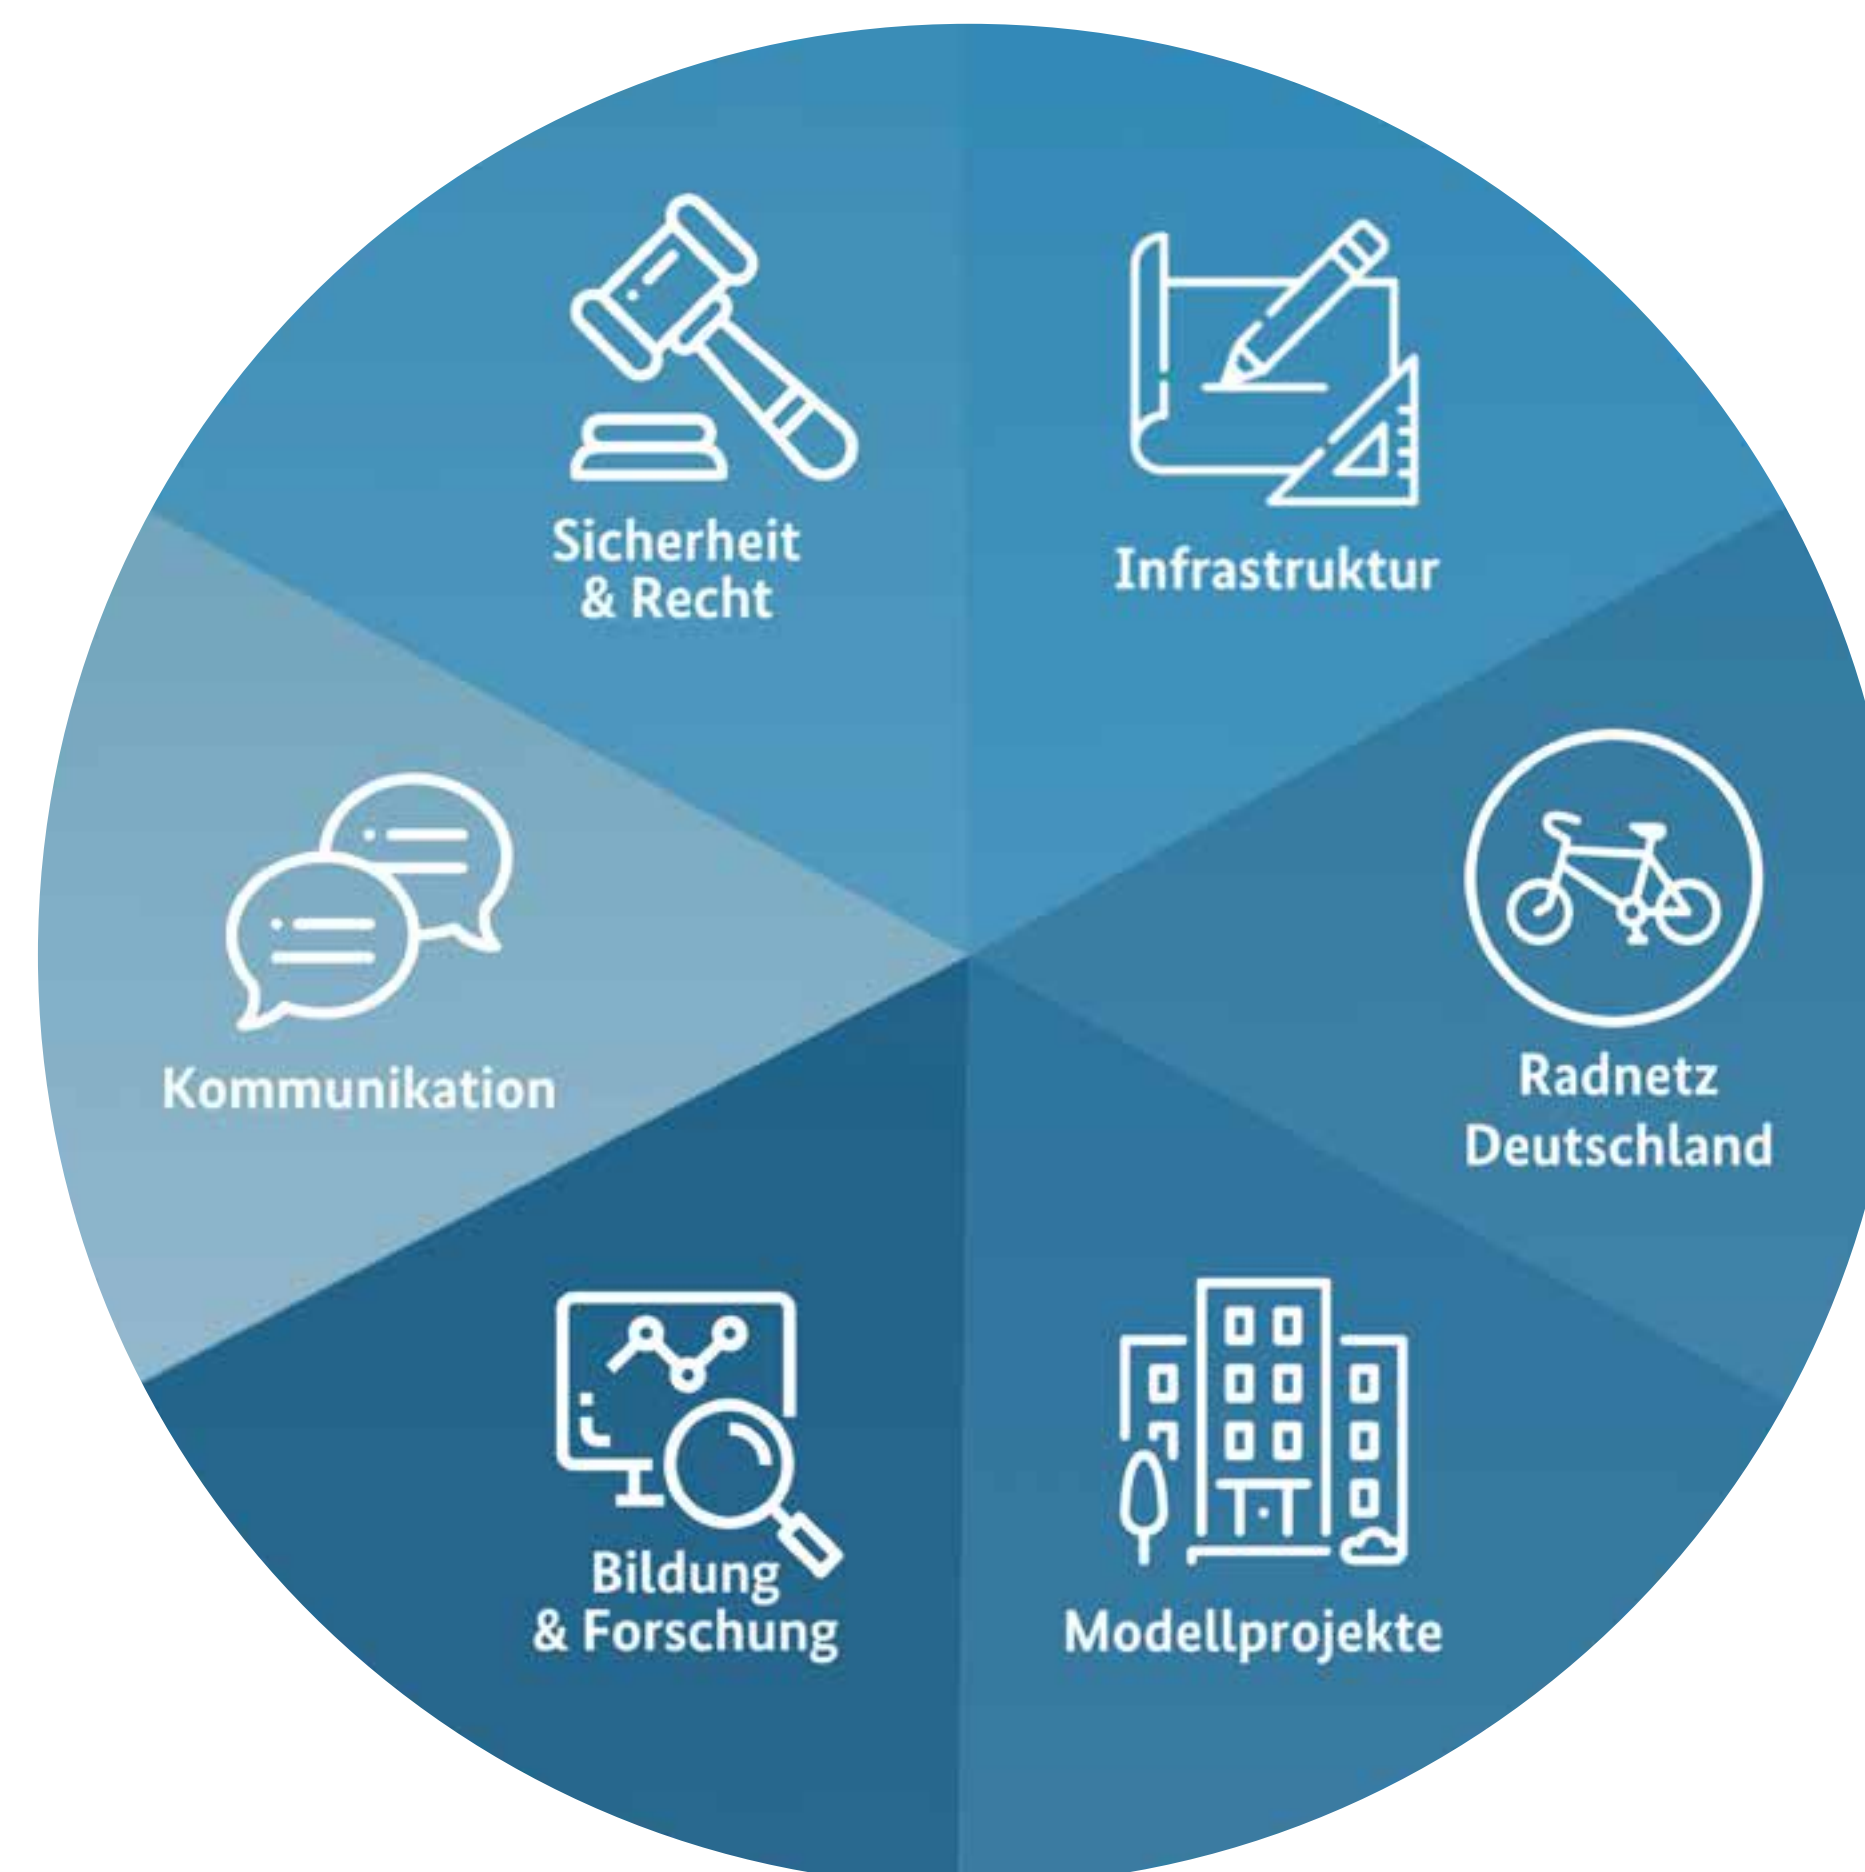 Sicherheit
& Recht
Infrastruktur
Kommunikation
Radnetz
Deutschland
Bildung
& Forschung
Modellprojekte